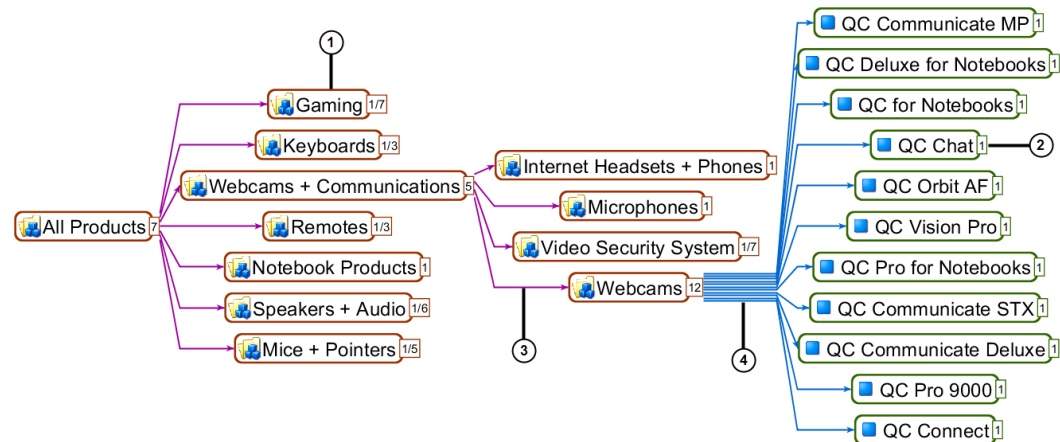 All Products 7
1
Gaming 1/7
Keyboards 1/3
Webcams + Communications 5
Remotes 1/3
Notebook Products 1
Speakers + Audio 1/6
Mice + Pointers 1/5
Internet Headsets + Phones 1
Microphones 1
Video Security System 1/7
Webcams 12
3
4
QC Communicate MP 1
QC Deluxe for Notebooks 1
QC for Notebooks 1
QC Chat 1
2
QC Orbit AF 1
QC Vision Pro 1
QC Pro for Notebooks 1
QC Communicate STX 1
QC Communicate Deluxe 1
QC Pro 9000 1
QC Connect 1